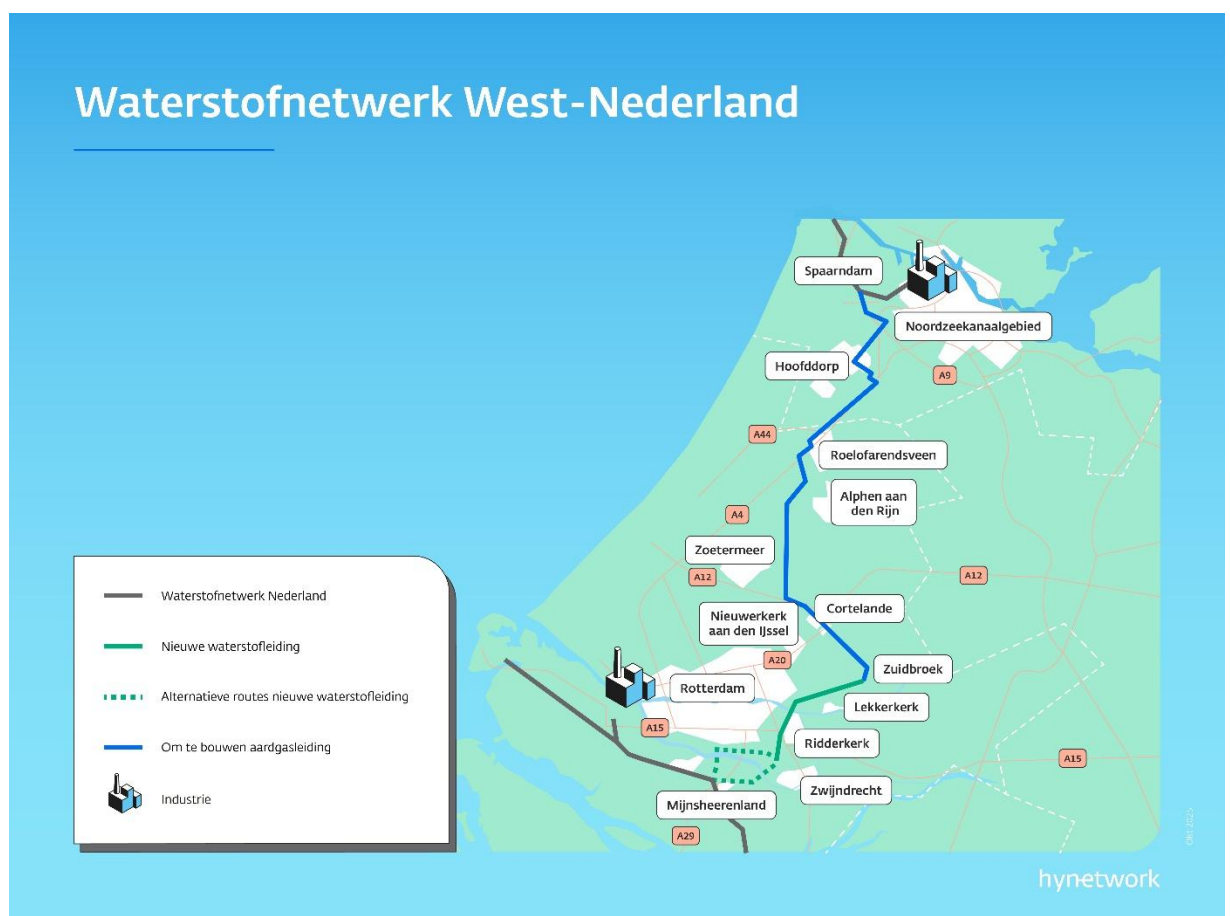 Waterstofnetwerk West-Nederland
Spaarndam
Noordzeekanaalgebied
Hoofddorp
A9
A44
Roelofarendsveen
Alphen aan
den Rijn
A4
Zoetermeer
A12
A12
Cortelande
Nieuwerkerk
aan den IJssel
A20
Zuidbroek
Rotterdam
Lekkerkerk
A15
Ridderkerk
A15
Zwijndrecht
Mijnsheerenland
A29
Waterstofnetwerk Nederland
Nieuwe waterstofleiding
Alternatieve routes nieuwe waterstofleiding
Om te bouwen aardgasleiding
Industrie
Okt 2025
hynetwork